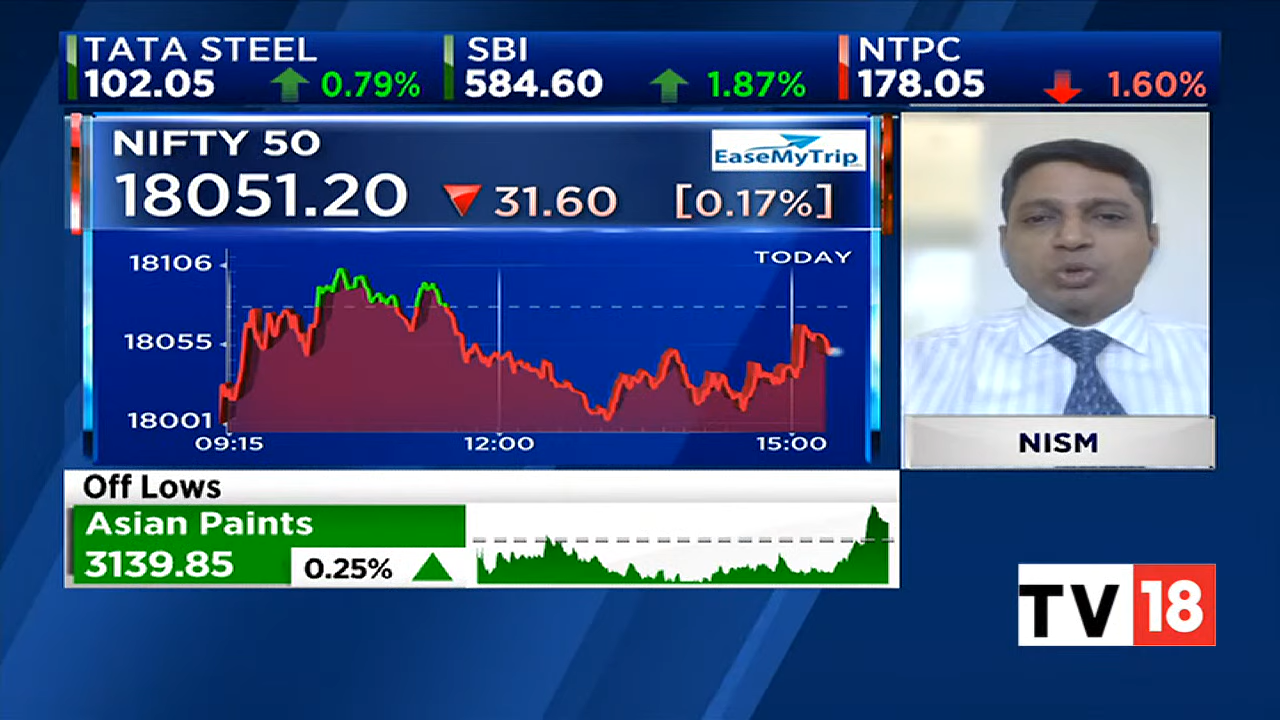 TATA STEEL
102.05 0.79%
SBI
584.60 1.87%
NTPC
178.05 1.60%
NIFTY 50
18051.20 31.60 [0.17%]
EaseMyTrip
TODAY
18106
18055
18001
09:15 12:00 15:00
NISM
Off Lows
Asian Paints
3139.85 0.25%
TV 18